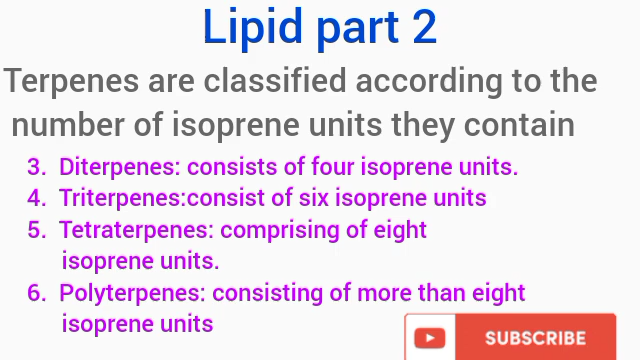 Lipid part 2
Terpenes are classified according to the
number of isoprene units they contain
3. Diterpenes: consists of four isoprene units.
4. Triterpenes:consist of six isoprene units
5. Tetraterpenes: comprising of eight
isoprene units.
6. Polyterpenes: consisting of more than eight
isoprene units
SUBSCRIBE